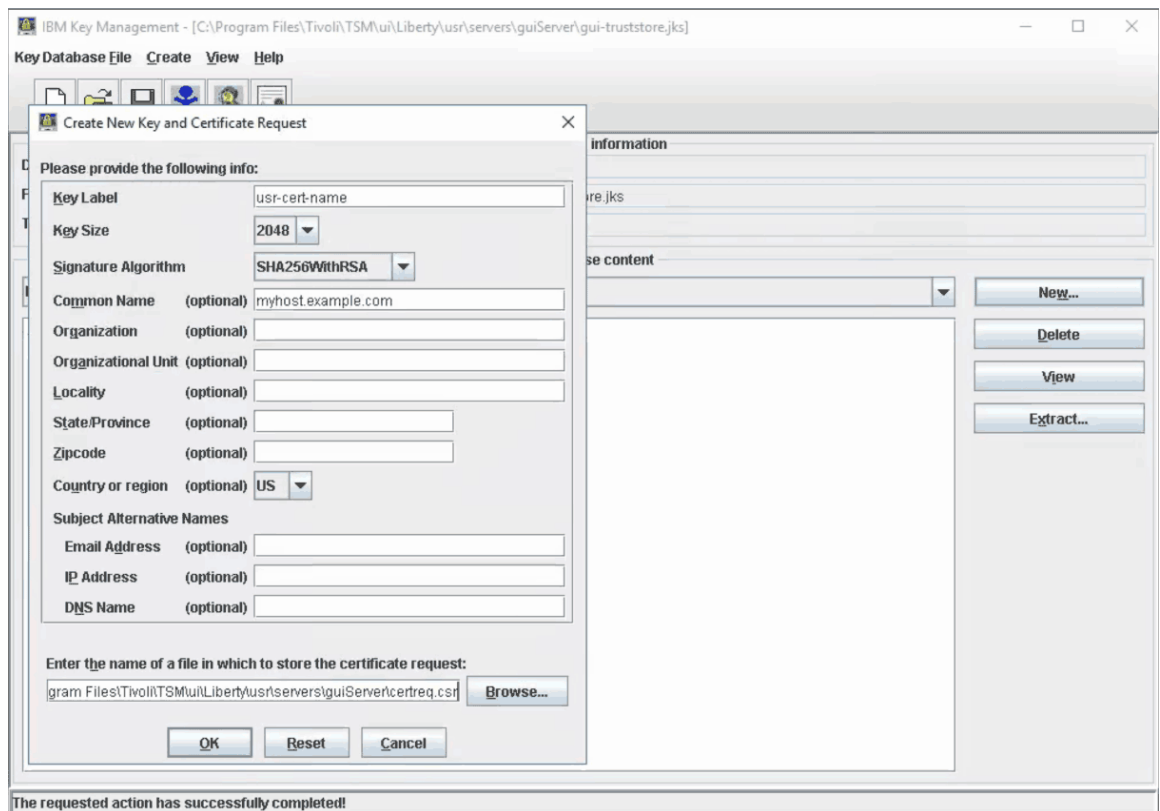 IBM Key Management - [C:\Program Files\Tivoli\TSM\ui\Liberty\usr\servers\guiServer\gui-truststore.jks]
Key Database File Create View Help
Create New Key and Certificate Request
information
Please provide the following info:
Key Label usr-cert-name
re.jks
Key Size 2048
Signature Algorithm SHA256WithRSA
se content
Common Name (optional) myhost.example.com
New...
Organization (optional)
Delete
Organizational Unit (optional)
View
Locality (optional)
State/Province (optional)
Extract...
Zipcode (optional)
Country or region (optional) US
Subject Alternative Names
Email Address (optional)
IP Address (optional)
DNS Name (optional)
Enter the name of a file in which to store the certificate request:
gram Files\Tivoli\TSM\ui\Liberty\usr\servers\guiServer\certreq.csr Browse...
OK Reset Cancel
The requested action has successfully completed!